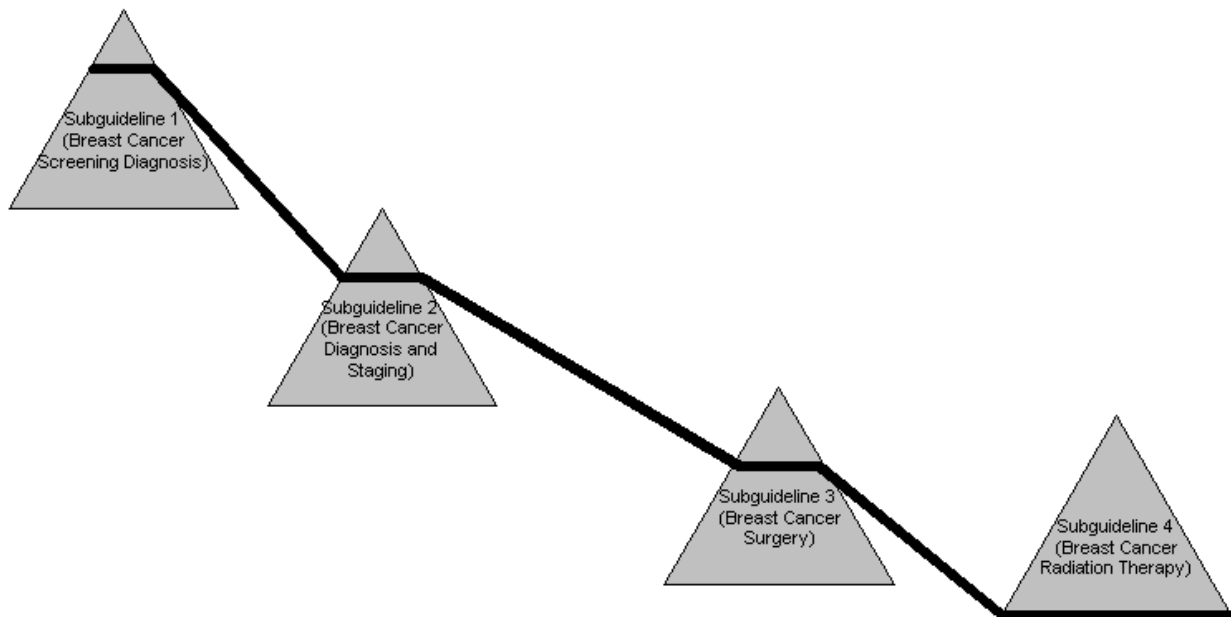 Subguideline 1
(Breast Cancer
Screening Diagnosis)
Subguideline 2
(Breast Cancer
Diagnosis and
Staging)
Subguideline 3
(Breast Cancer
Surgery)
Subguideline 4
(Breast Cancer
Radiation Therapy)